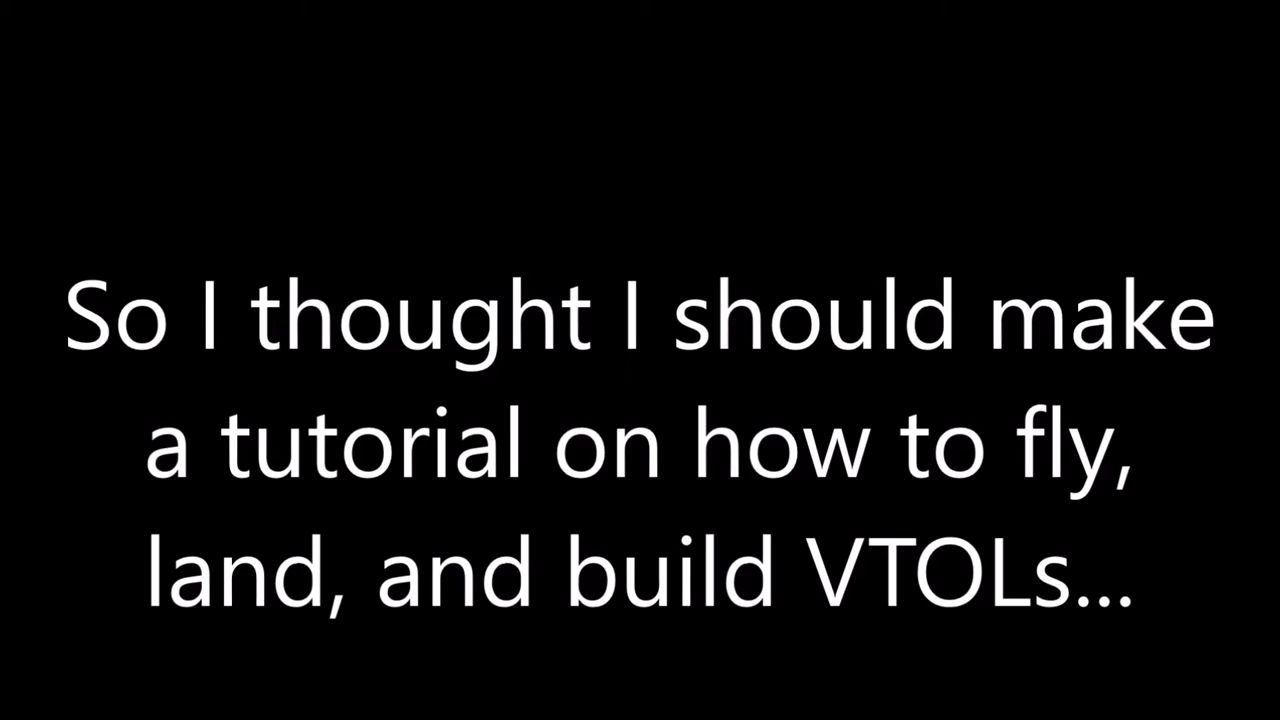 So I thought I should make
a tutorial on how to fly,
land, and build VTOLs...